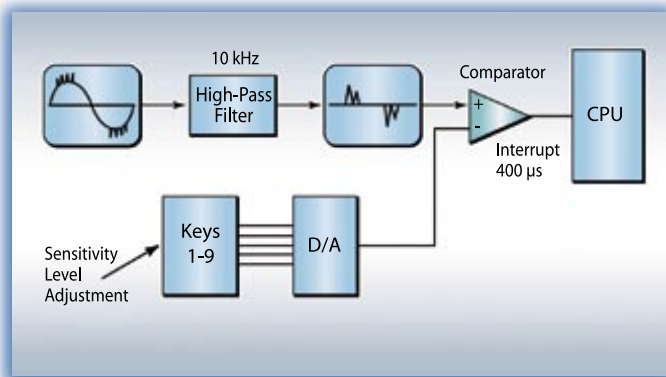 10 kHz
High-Pass
Filter
Comparator
+
-
CPU
Interrupt
400 µs
Keys
1-9
D/A
Sensitivity
Level
Adjustment